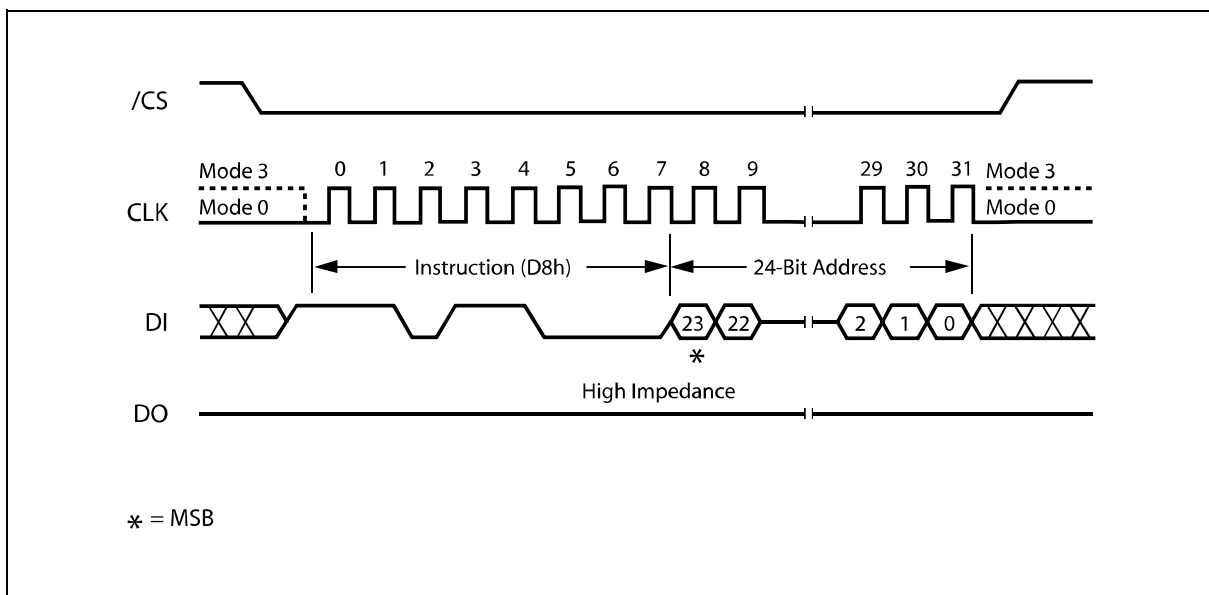 /CS
Mode 3 0 1 2 3 4 5 6 7 8 9 29 30 31 Mode 3
CLK Mode 0 Mode 0
Instruction (D8h) 24-Bit Address
DI 23 22 2 1 0
*
High Impedance
DO
* = MSB